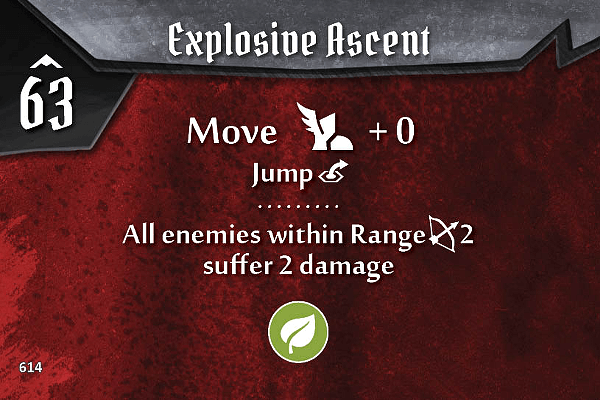 Explosive Ascent
63
Move + 0
Jump
All enemies within Range 2
suffer 2 damage
614